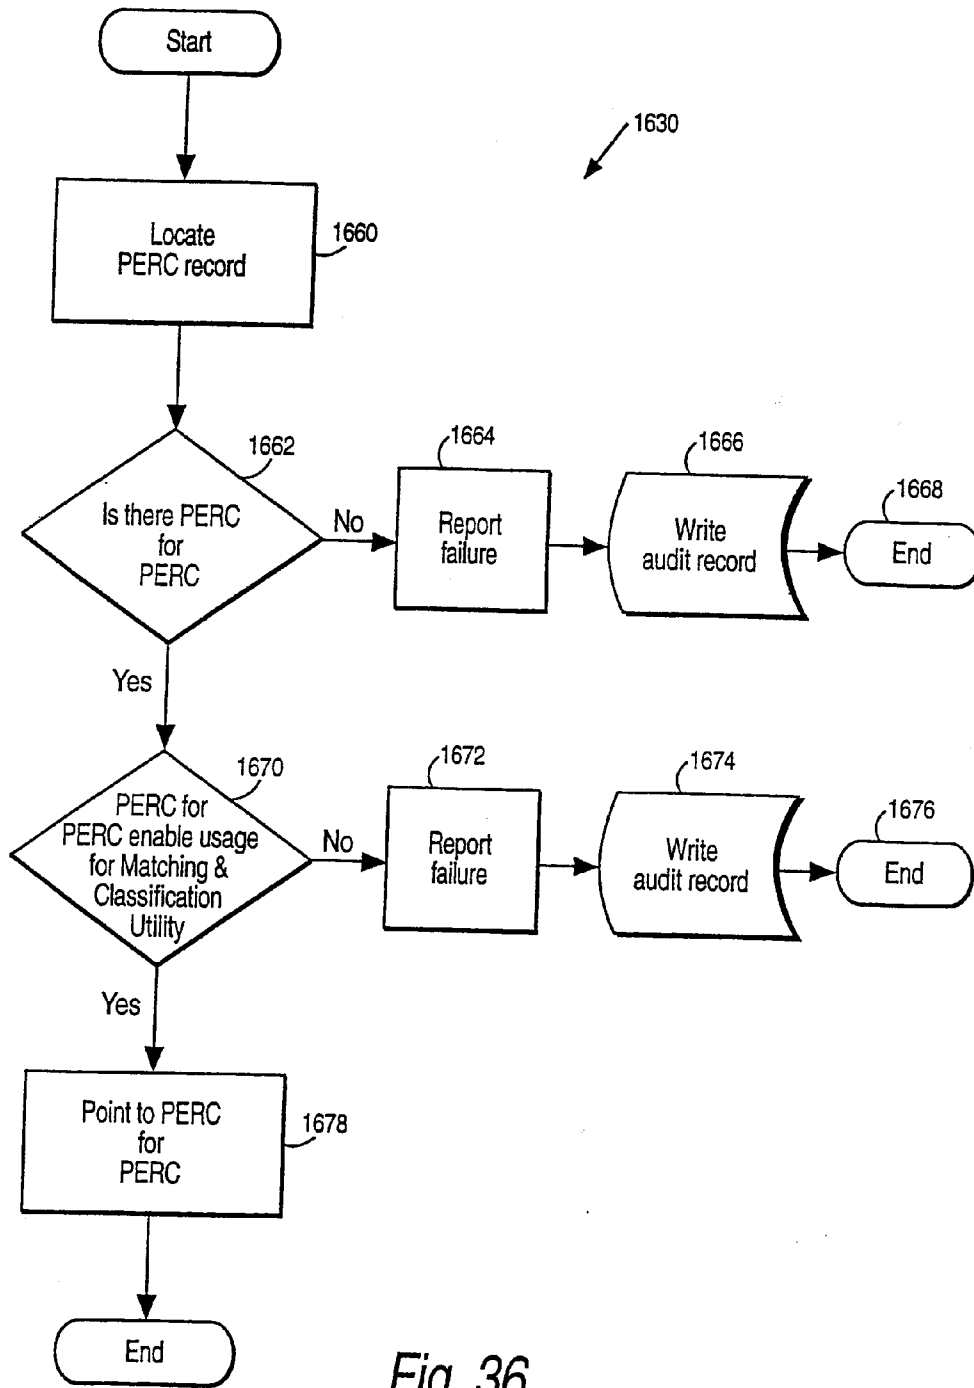 Start
1630
Locate
PERC record
1660
1662
Is there PERC
for
PERC
No
1664
Report
failure
1666
Write
audit record
1668
End
Yes
1670
PERC for
PERC enable usage
for Matching &
Classification
Utility
No
1672
Report
failure
1674
Write
audit record
1676
End
Yes
Point to PERC
for
PERC
1678
End
Fig. 36